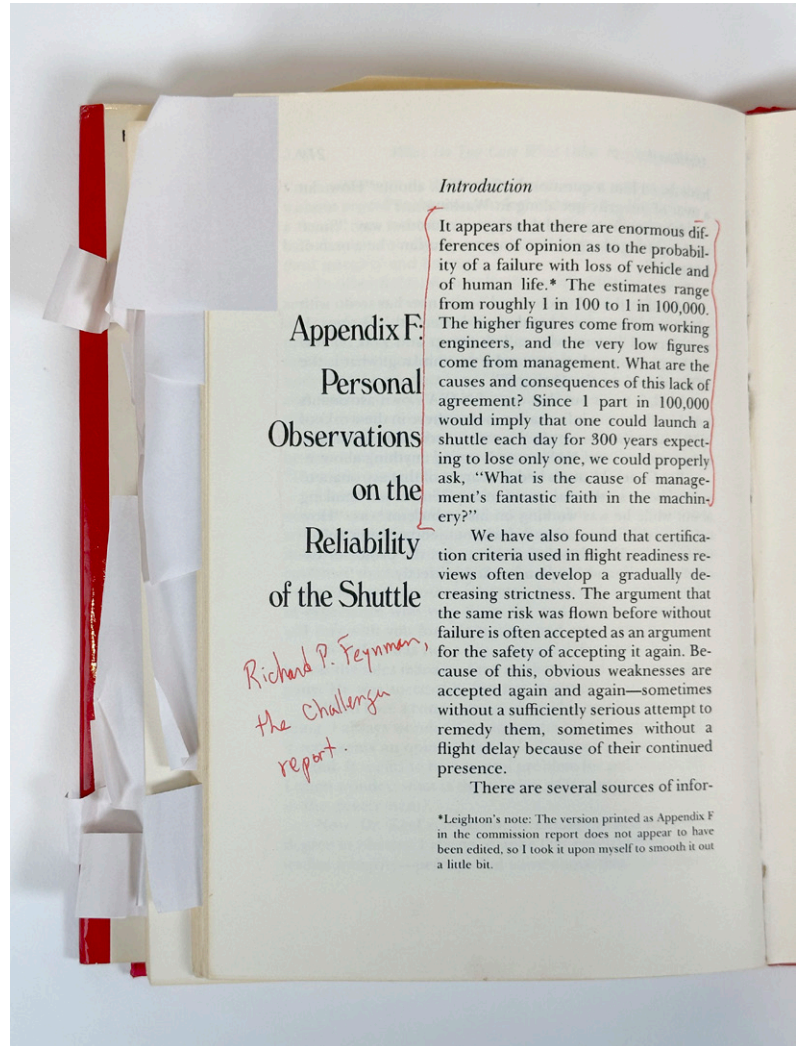 Appendix F:
Personal
Observations
on the
Reliability
of the Shuttle
Richard P. Feynman,
the Challenger
report.
Introduction
It appears that there are enormous dif-
ferences of opinion as to the probabil-
ity of a failure with loss of vehicle and
of human life.* The estimates range
from roughly 1 in 100 to 1 in 100,000.
The higher figures come from working
engineers, and the very low figures
come from management. What are the
causes and consequences of this lack of
agreement? Since 1 part in 100,000
would imply that one could launch a
shuttle each day for 300 years expect-
ing to lose only one, we could properly
ask, “What is the cause of manage-
ment’s fantastic faith in the machin-
ery?”
We have also found that certifica-
tion criteria used in flight readiness re-
views often develop a gradually de-
creasing strictness. The argument that
the same risk was flown before without
failure is often accepted as an argument
for the safety of accepting it again. Be-
cause of this, obvious weaknesses are
accepted again and again—sometimes
without a sufficiently serious attempt to
remedy them, sometimes without a
flight delay because of their continued
presence.
There are several sources of infor-
*Leighton’s note: The version printed as Appendix F
in the commission report does not appear to have
been edited, so I took it upon myself to smooth it out
a little bit.